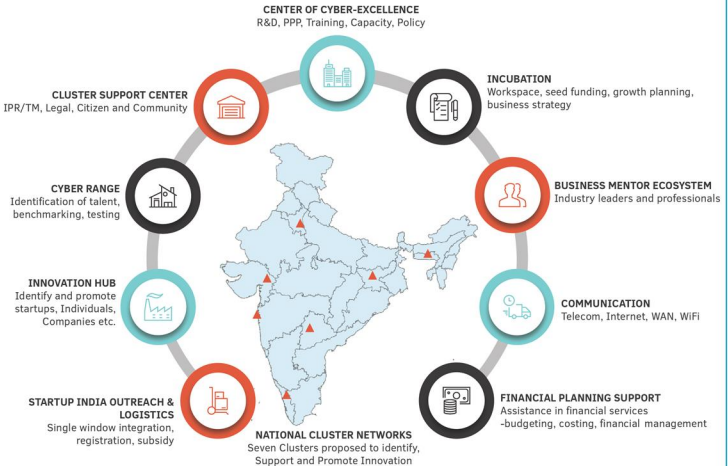 CENTER OF CYBER-EXCELLENCE
R&D, PPP, Training, Capacity, Policy
INCUBATION
Workspace, seed funding, growth planning,
business strategy
BUSINESS MENTOR ECOSYSTEM
Industry leaders and professionals
COMMUNICATION
Telecom, Internet, WAN, WiFi
FINANCIAL PLANNING SUPPORT
Assistance in financial services
-budgeting, costing, financial management
NATIONAL CLUSTER NETWORKS
Seven Clusters proposed to identify,
Support and Promote Innovation
STARTUP INDIA OUTREACH &
LOGISTICS
Single window integration,
registration, subsidy
INNOVATION HUB
Identify and promote
startups, Individuals,
Companies etc.
CYBER RANGE
Identification of talent,
benchmarking, testing
CLUSTER SUPPORT CENTER
IPR/TM, Legal, Citizen and Community